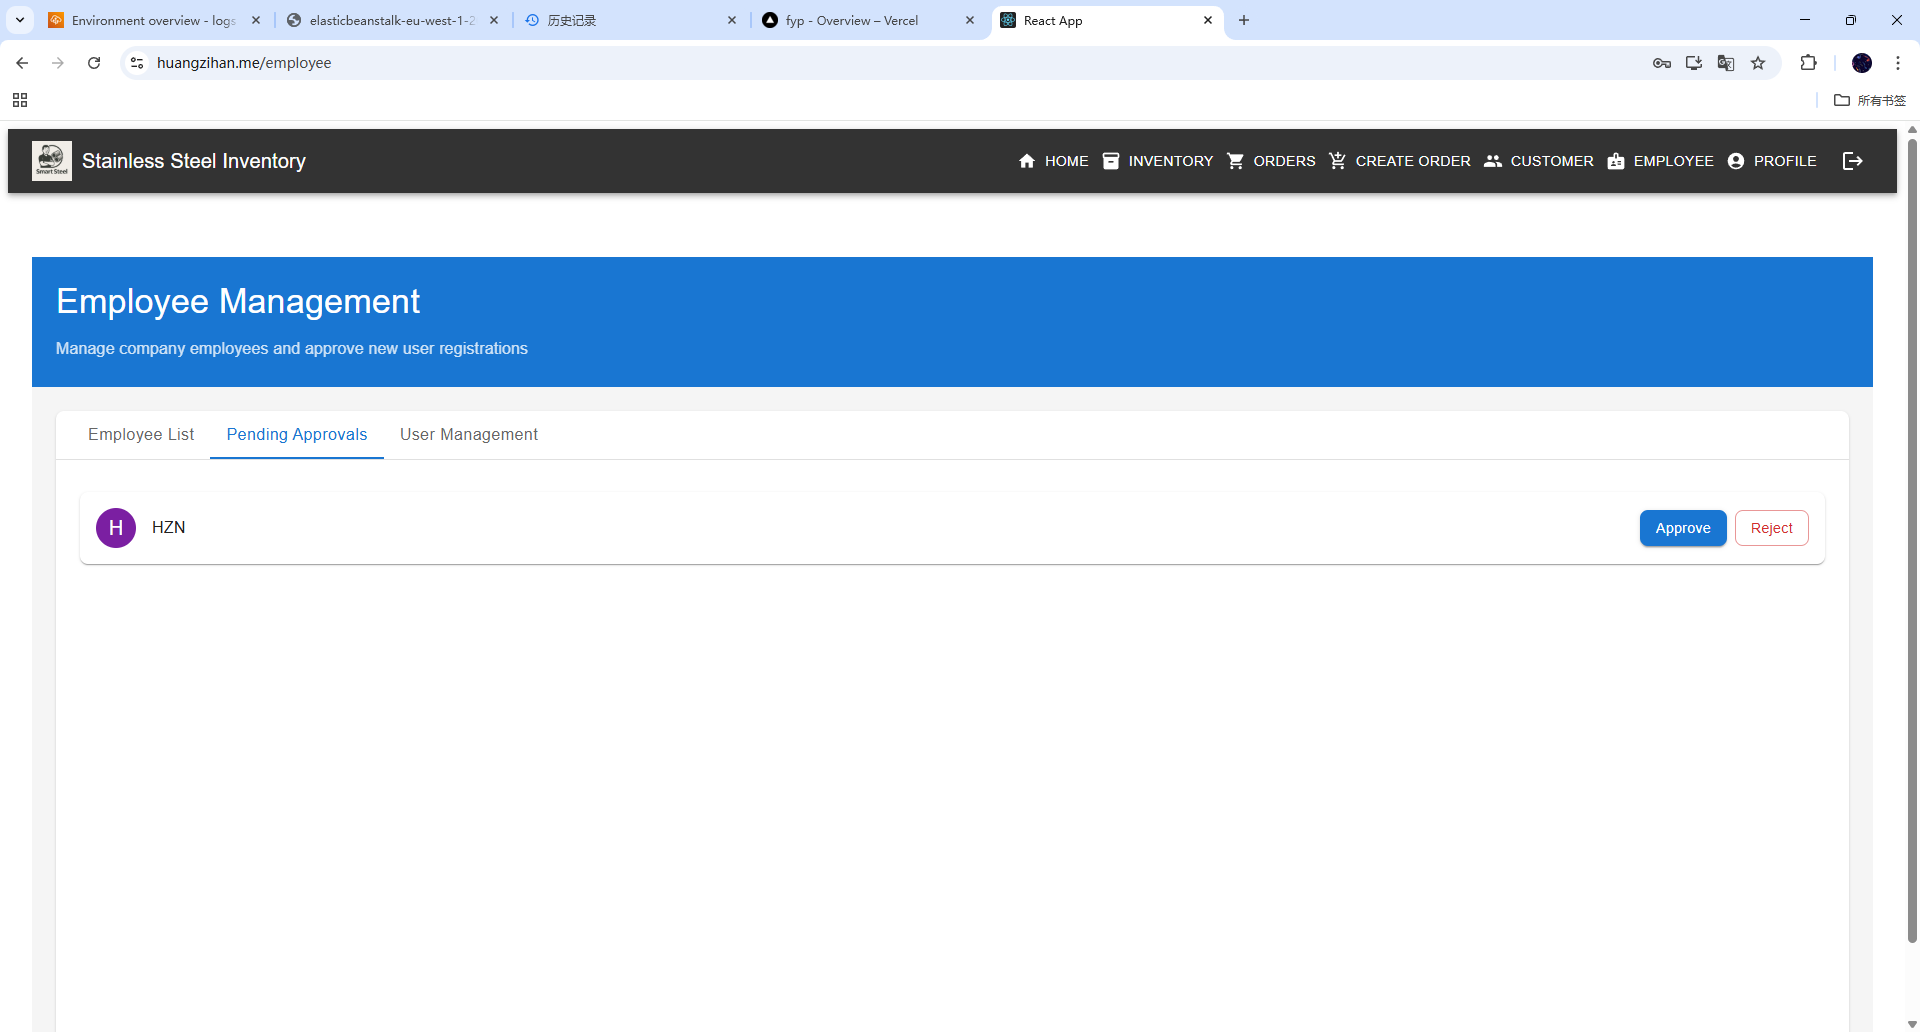 Environment overview - logs
elasticbeanstalk-eu-west-1-2
历史记录
fyp - Overview – Vercel
React App
huangzihan.me/employee
所有书签
Smart Steel
Stainless Steel Inventory
HOME
INVENTORY
ORDERS
CREATE ORDER
CUSTOMER
EMPLOYEE
PROFILE
Employee Management
Manage company employees and approve new user registrations
Employee List
Pending Approvals
User Management
H
HZN
Approve
Reject